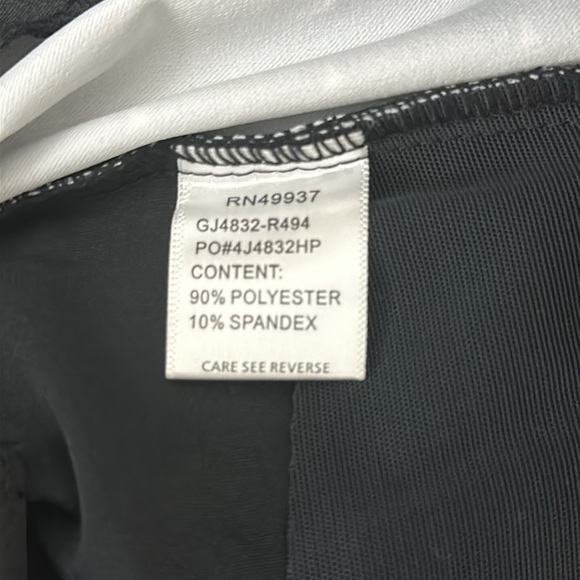 RN49937
GJ4832-R494
PO#4J4832HP
CONTENT:
90% POLYESTER
10% SPANDEX
CARE SEE REVERSE